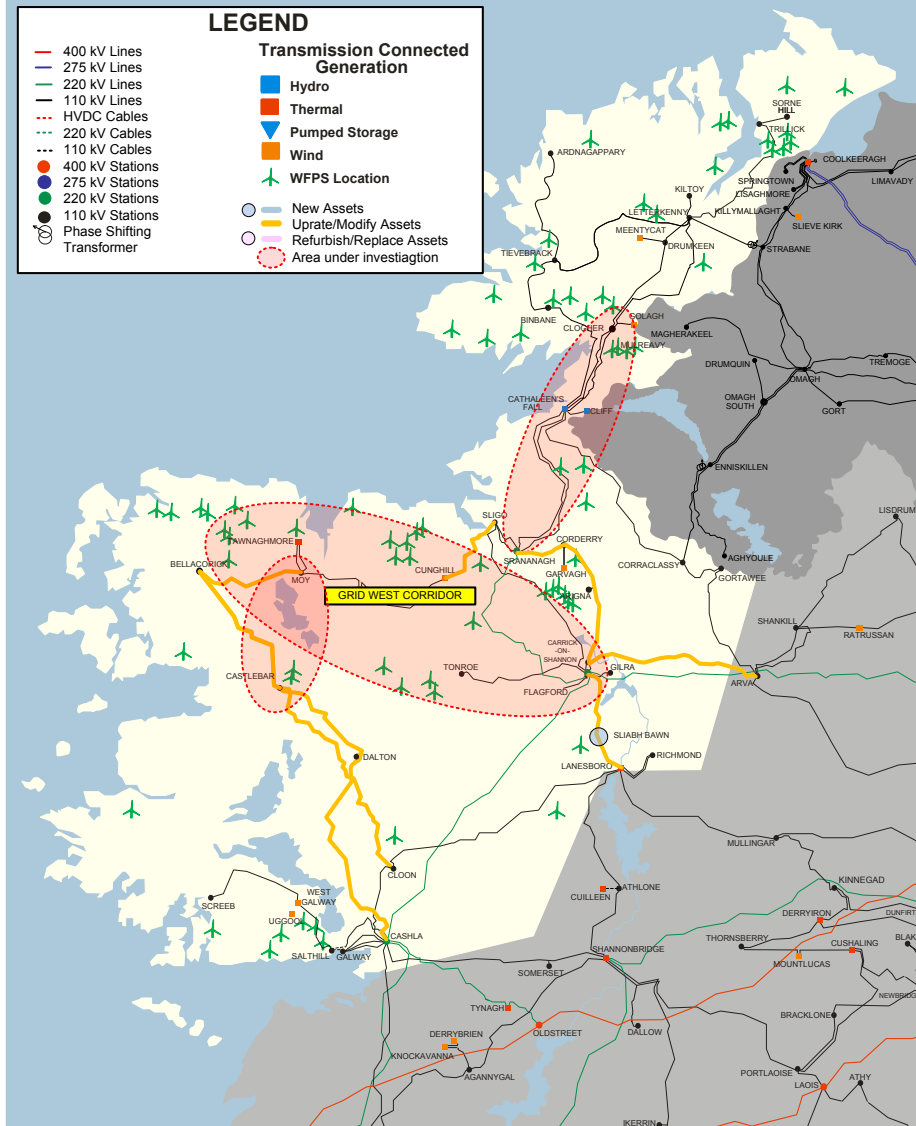 LEGEND
400 kV Lines
275 kV Lines
220 kV Lines
110 kV Lines
HVDC Cables
220 kV Cables
110 kV Cables
400 kV Stations
275 kV Stations
220 kV Stations
110 kV Stations
Phase Shifting
Transformer
Transmission Connected
Generation
Hydro
Thermal
Pumped Storage
Wind
WFPS Location
New Assets
Uprate/Modify Assets
Refurbish/Replace Assets
Area under investiagtion
SORNE
HILL
TRILLICK
ARDNAGAPPARY
COOLKEERAGH
SPRINGTOWN
LIMAVADY
LISAGHMORE
KILTOY
LETTERKENNY
KILLYMALLAGHT
SLIEVE KIRK
MEENTYCAT
DRUMKEEN
STRABANE
TIEVEBRACK
BINBANE
GOLAGH
CLOGHER
MAGHERAKEEL
MULREAVY
DRUMQUIN
TREMOGE
OMAGH
CATHALEEN'S
FALL
CLIFF
OMAGH
SOUTH
GORT
ENNISKILLEN
LISDRUM
SLIGO
TAWNAGHMORE
CORDERRY
BELLACORICK
SRANANAGH
AGHYOULE
CORRACLASSY
GORTAWEE
MOY
CUNGHILL
GARVAGH
ARIGNA
GRID WEST CORRIDOR
SHANKILL
RATRUSSAN
CARRICK
-ON-
SHANNON
TONROE
GILRA
CASTLEBAR
FLAGFORD
ARVA
SLIABH BAWN
DALTON
RICHMOND
LANESBORO
MULLINGAR
CLOON
KINNEGAD
WEST
GALWAY
CUILLEEN
ATHLONE
SCREEB
UGGOOL
DERRYIRON
DUNFIRT
CASHLA
SALTHILL
GALWAY
SHANNONBRIDGE
THORNSBERRY
CUSHALING
BLAK
SOMERSET
MOUNTLUCAS
NEWBRIDG
TYNAGH
BRACKLONE
DERRYBRIEN
OLDSTREET
DALLOW
KNOCKAVANNA
AGANNYGAL
PORTLAOISE
LAOIS
ATHY
IKERRIN